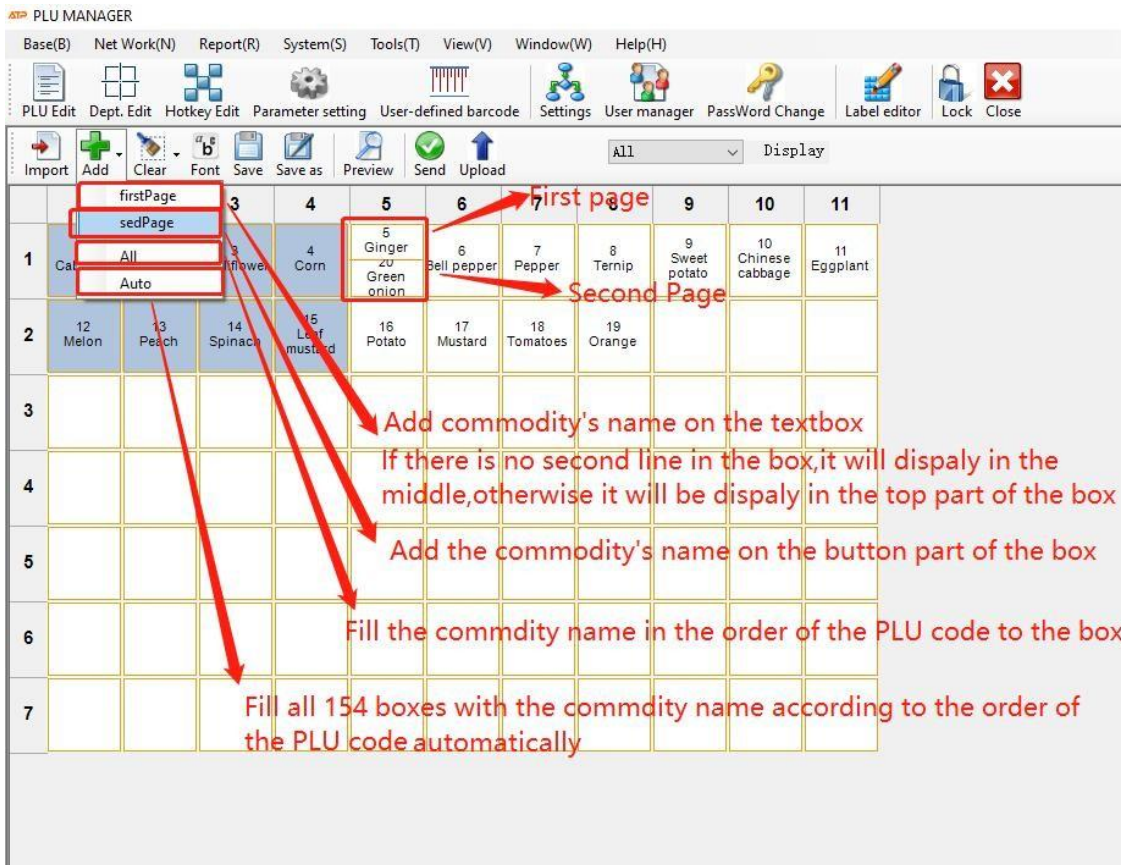 ATP PLU MANAGER
Base(B) Net Work(N) Report(R) System(S) Tools(T) View(V) Window(W) Help(H)
PLU Edit Dept. Edit Hotkey Edit Parameter setting User-defined barcode Settings User manager PassWord Change Label editor Lock Close
All Display
Import Add Clear Font Save Save as Preview Send Upload
firstPage
sedPage
All
Auto
3 4 5 6 7 8 9 10 11
First page
1
4 Corn
5 Ginger
20 Green onion
6 Bell pepper
7 Pepper
8 Ternip
9 Sweet potato
10 Chinese cabbage
11 Eggplant
Second Page
2
12 Melon
13 Peach
14 Spinach
15 Leaf mustard
16 Potato
17 Mustard
18 Tomatoes
19 Orange
3
Add commodity's name on the textbox
If there is no second line in the box,it will dispaly in the
4
middle,otherwise it will be dispaly in the top part of the box
5
Add the commodity's name on the button part of the box
6
Fill the commdity name in the order of the PLU code to the box
7
Fill all 154 boxes with the commdity name according to the order of
the PLU code automatically